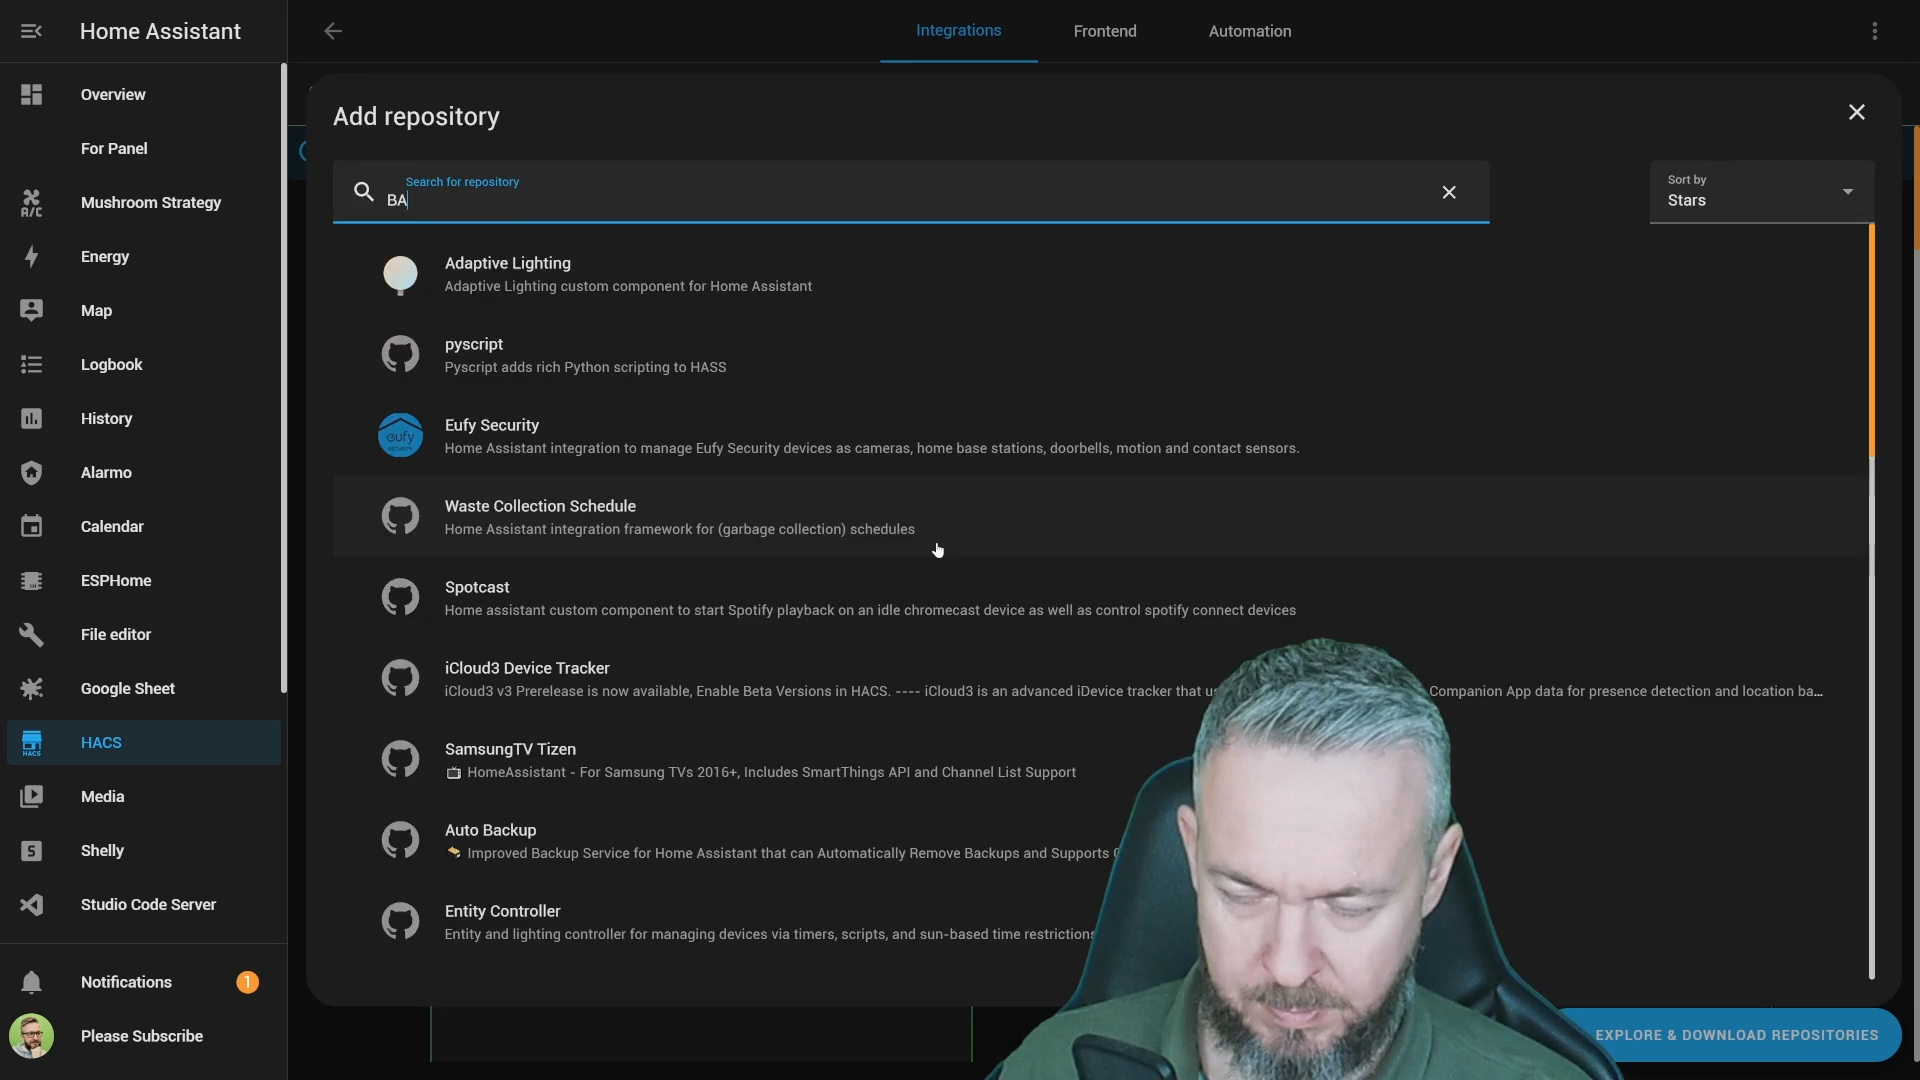 Home Assistant
Overview
For Panel
A/C
Mushroom Strategy
Energy
Map
Logbook
History
Alarmo
Calendar
ESPHome
File editor
Google Sheet
HACS
HACS
Media
S
Shelly
Studio Code Server
Notifications
1
Please Subscribe
Integrations
Frontend
Automation
Add repository
Search for repository
BA
Sort by
Stars
Adaptive Lighting
Adaptive Lighting custom component for Home Assistant
pyscript
Pyscript adds rich Python scripting to HASS
eufy
SECURITY
Eufy Security
Home Assistant integration to manage Eufy Security devices as cameras, home base stations, doorbells, motion and contact sensors.
Waste Collection Schedule
Home Assistant integration framework for (garbage collection) schedules
Spotcast
Home assistant custom component to start Spotify playback on an idle chromecast device as well as control spotify connect devices
iCloud3 Device Tracker
iCloud3 v3 Prerelease is now available, Enable Beta Versions in HACS. ---- iCloud3 is an advanced iDevice tracker that Companion App data for presence detection and location ba...
SamsungTV Tizen
HomeAssistant - For Samsung TVs 2016+, Includes SmartThings API and Channel List Support
Auto Backup
Improved Backup Service for Home Assistant that can Automatically Remove Backups and Supports
Entity Controller
Entity and lighting controller for managing devices via timers, scripts, and sun-based time restrictions
EXPLORE & DOWNLOAD REPOSITORIES